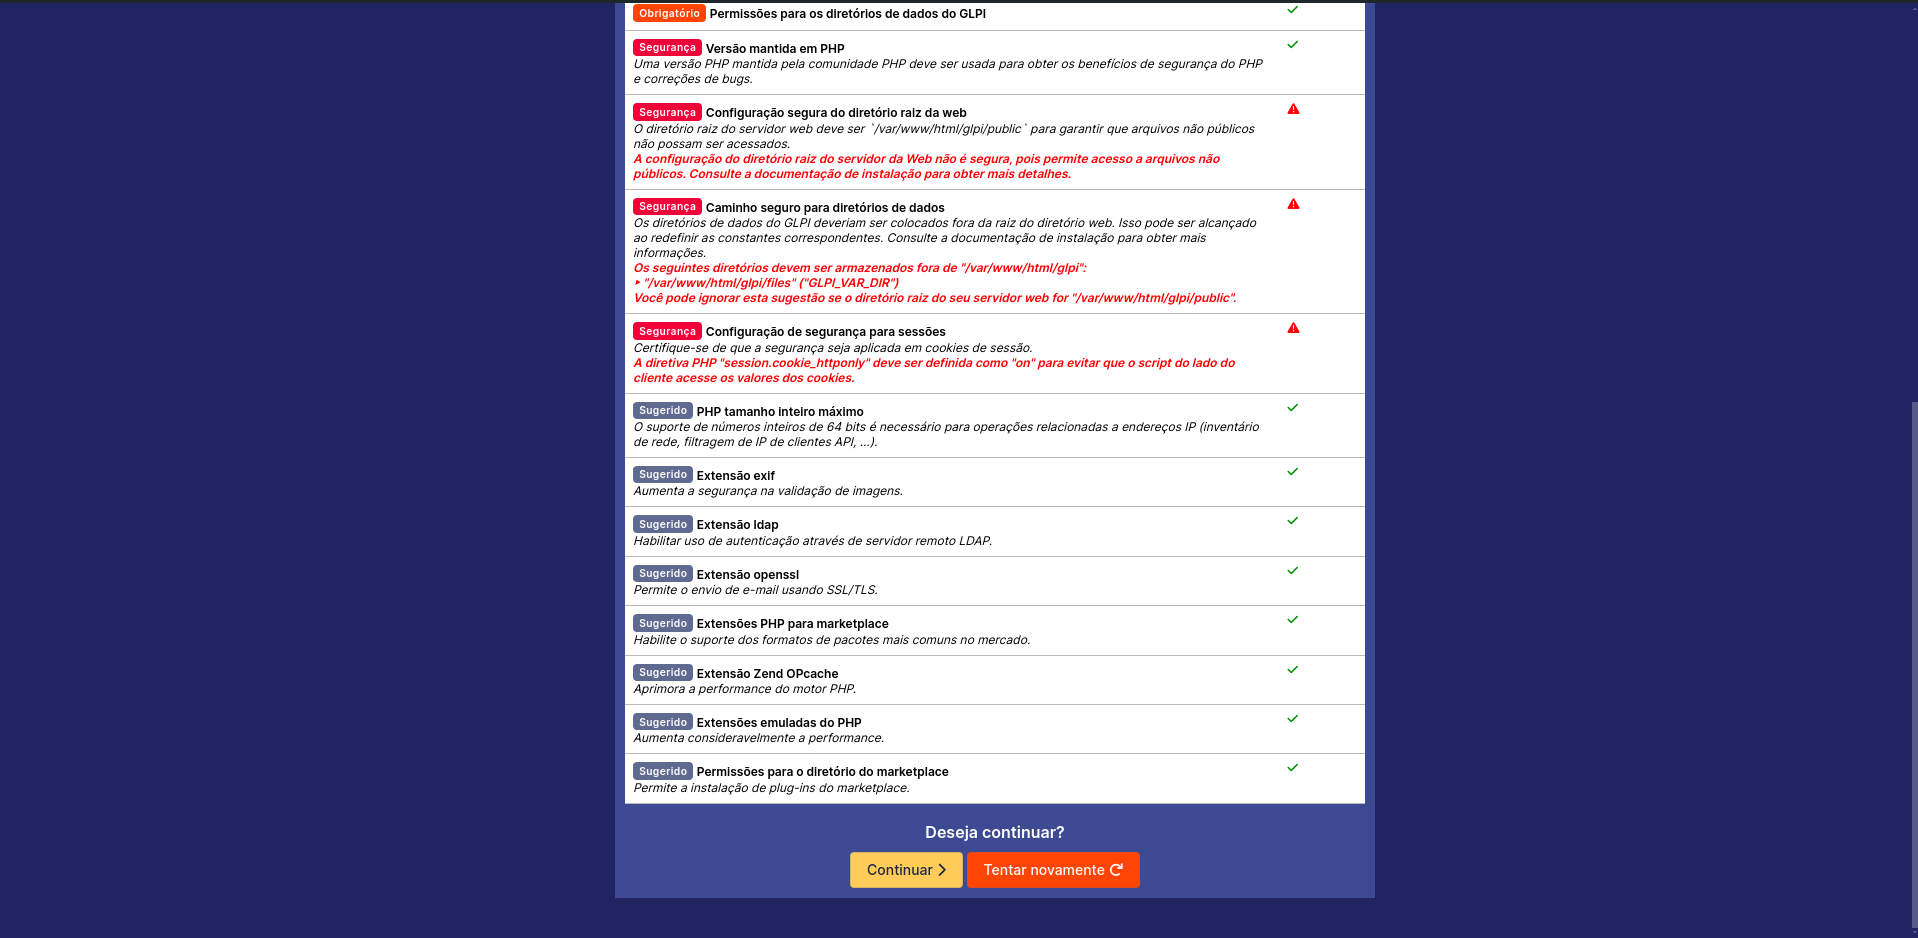 Obrigatório Permissões para os diretórios de dados do GLPI
Segurança Versão mantida em PHP
Uma versão PHP mantida pela comunidade PHP deve ser usada para obter os benefícios de segurança do PHP
e correções de bugs.
Segurança Configuração segura do diretório raiz da web
O diretório raiz do servidor web deve ser `/var/www/html/glpi/public` para garantir que arquivos não públicos
não possam ser acessados.
A configuração do diretório raiz do servidor da Web não é segura, pois permite acesso a arquivos não
públicos. Consulte a documentação de instalação para obter mais detalhes.
Segurança Caminho seguro para diretórios de dados
Os diretórios de dados do GLPI deveriam ser colocados fora da raiz do diretório web. Isso pode ser alcançado
ao redefinir as constantes correspondentes. Consulte a documentação de instalação para obter mais
informações.
Os seguintes diretórios devem ser armazenados fora de "/var/www/html/glpi":
‣ "/var/www/html/glpi/files" ("GLPI_VAR_DIR")
Você pode ignorar esta sugestão se o diretório raiz do seu servidor web for "/var/www/html/glpi/public".
Segurança Configuração de segurança para sessões
Certifique-se de que a segurança seja aplicada em cookies de sessão.
A diretiva PHP "session.cookie_httponly" deve ser definida como "on" para evitar que o script do lado do
cliente acesse os valores dos cookies.
Sugerido PHP tamanho inteiro máximo
O suporte de números inteiros de 64 bits é necessário para operações relacionadas a endereços IP (inventário
de rede, filtragem de IP de clientes API, ...).
Sugerido Extensão exif
Aumenta a segurança na validação de imagens.
Sugerido Extensão ldap
Habilitar uso de autenticação através de servidor remoto LDAP.
Sugerido Extensão openssl
Permite o envio de e-mail usando SSL/TLS.
Sugerido Extensões PHP para marketplace
Habilite o suporte dos formatos de pacotes mais comuns no mercado.
Sugerido Extensão Zend OPcache
Aprimora a performance do motor PHP.
Sugerido Extensões emuladas do PHP
Aumenta consideravelmente a performance.
Sugerido Permissões para o diretório do marketplace
Permite a instalação de plug-ins do marketplace.
Deseja continuar?
Continuar
Tentar novamente